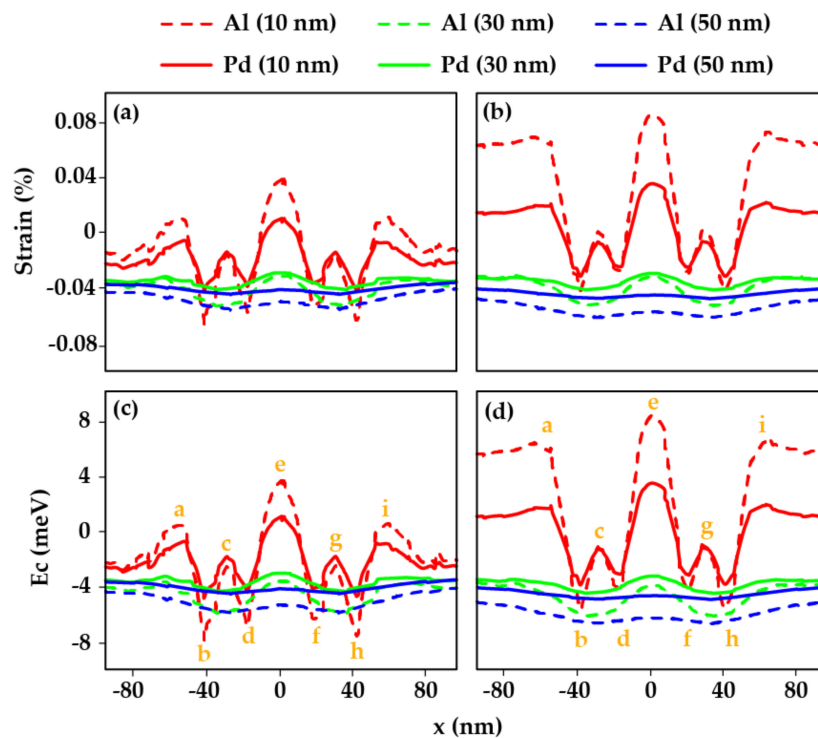 Al (10 nm) Al (30 nm) Al (50 nm)
Pd (10 nm) Pd (30 nm) Pd (50 nm)
(a) (b)
0.08
0.04
0
-0.04
-0.08
Strain (%)
(c) (d)
8
4
0
-4
-8
Ec (meV)
a c e g i
b d f h
a c e g i
b d f h
-80 -40 0 40 80 -80 -40 0 40 80
x (nm)